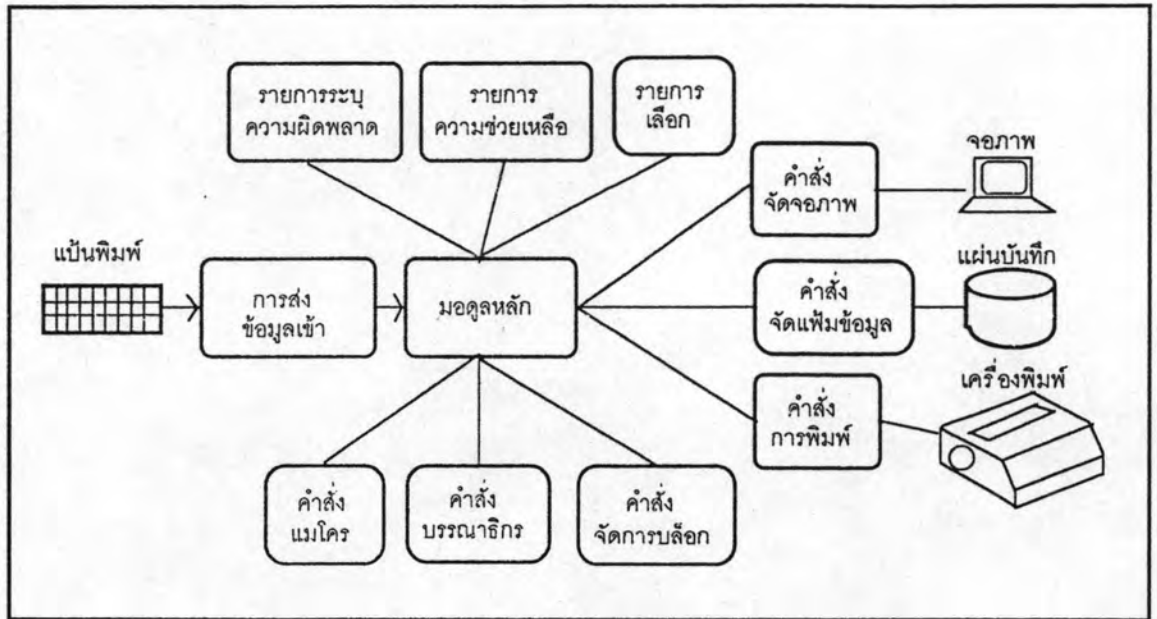 รายการระบุ
ความผิดพลาด
รายการ
ความช่วยเหลือ
รายการ
เลือก
จอภาพ
คำสั่ง
จัดจอภาพ
แป้นพิมพ์
การส่ง
ข้อมูลเข้า
มอดูลหลัก
คำสั่ง
จัดแฟ้มข้อมูล
แผ่นบันทึก
เครื่องพิมพ์
คำสั่ง
การพิมพ์
คำสั่ง
แมโคร
คำสั่ง
บรรณาธิกร
คำสั่ง
จัดการบล็อก